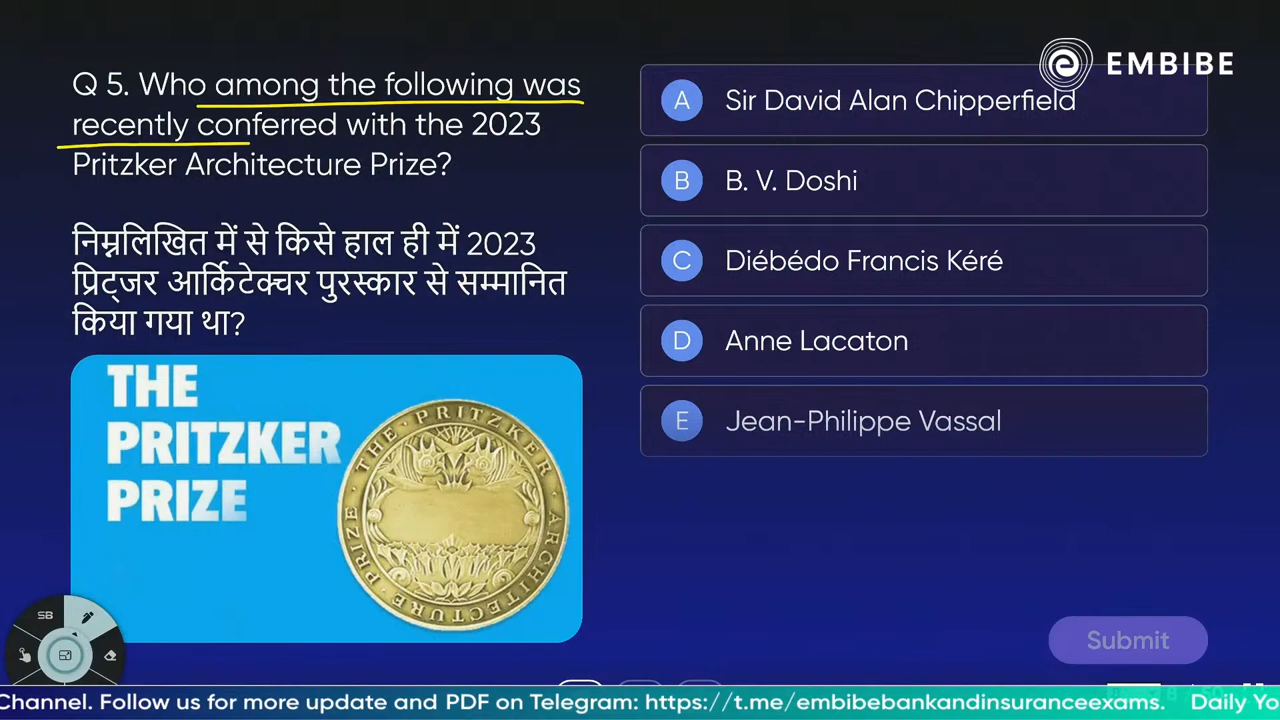 EMBIBE
Q 5. Who among the following was
recently conferred with the 2023
Pritzker Architecture Prize?
निम्नलिखित में से किसे हाल ही में 2023
प्रिट्जर आर्किटेक्चर पुरस्कार से सम्मानित
किया गया था?
THE
PRITZKER
PRIZE
THE · PRITZKER · ARCHITECTURE · PRIZE ·
A Sir David Alan Chipperfield
B B. V. Doshi
C Diébédo Francis Kéré
D Anne Lacaton
E Jean-Philippe Vassal
SB
Submit
Channel. Follow us for more update and PDF on Telegram: https://t.me/embibebankandinsuranceexams. Daily Yo